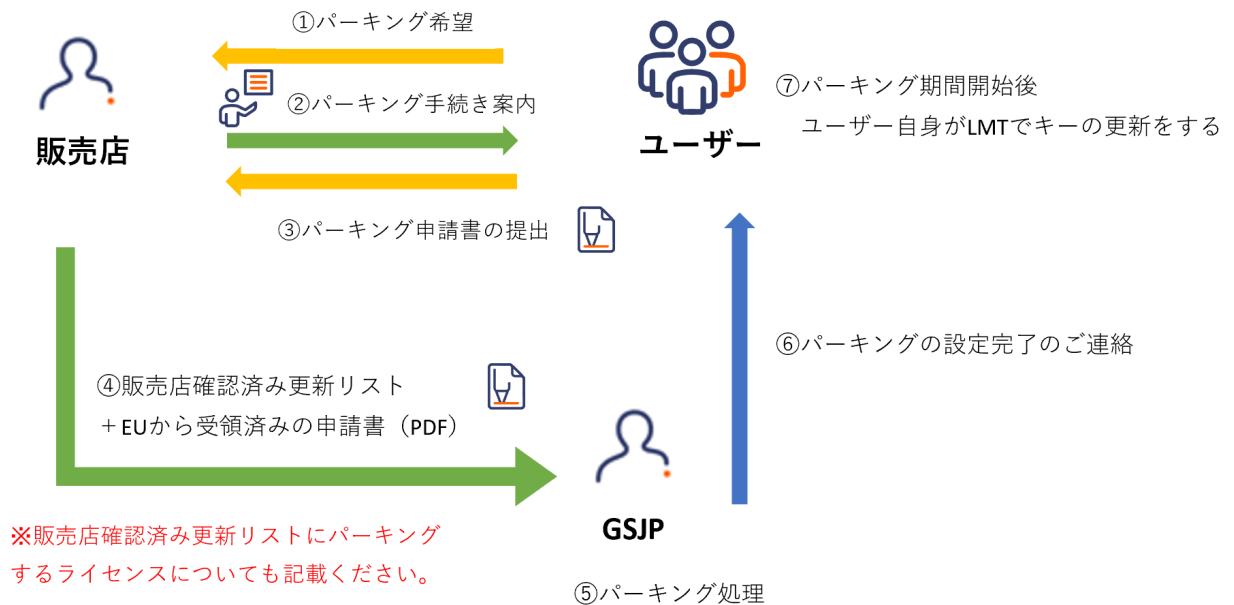 ①パーキング希望
②パーキング手続き案内
販売店
ユーザー
⑦パーキング期間開始後
ユーザー自身がLMTでキーの更新をする
③パーキング申請書の提出
④販売店確認済み更新リスト
＋EUから受領済みの申請書（PDF）
⑥パーキングの設定完了のご連絡
※販売店確認済み更新リストにパーキング
するライセンスについても記載ください。
GSJP
⑤パーキング処理